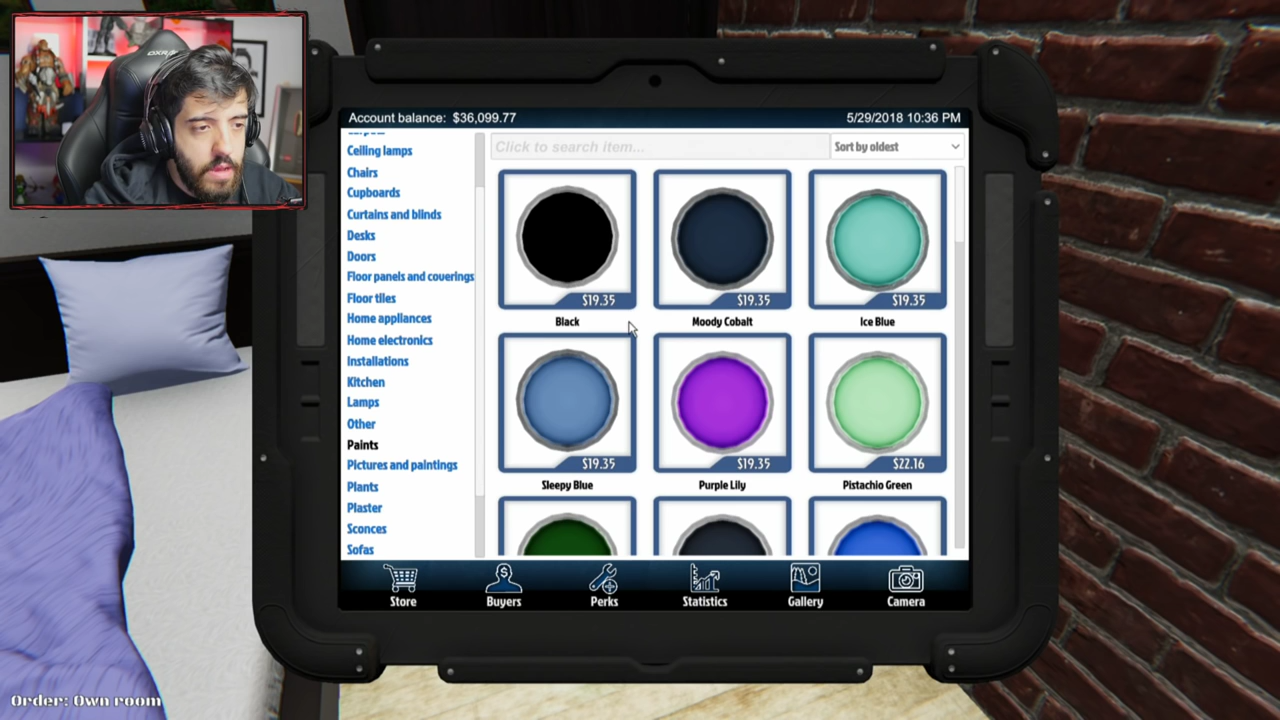 Account balance: $36,099.77
5/29/2018 10:36 PM
Click to search item...
Sort by oldest
Ceiling lamps
Chairs
Cupboards
Curtains and blinds
Desks
Doors
Floor panels and coverings
Floor tiles
Home appliances
Home electronics
Installations
Kitchen
Lamps
Other
Paints
Pictures and paintings
Plants
Plaster
Sconces
Sofas
$19.35
$19.35
$19.35
Black
Moody Cobalt
Ice Blue
$19.35
$19.35
$22.16
Sleepy Blue
Purple Lily
Pistachio Green
Store
Buyers
Perks
Statistics
Gallery
Camera
Order: Own room